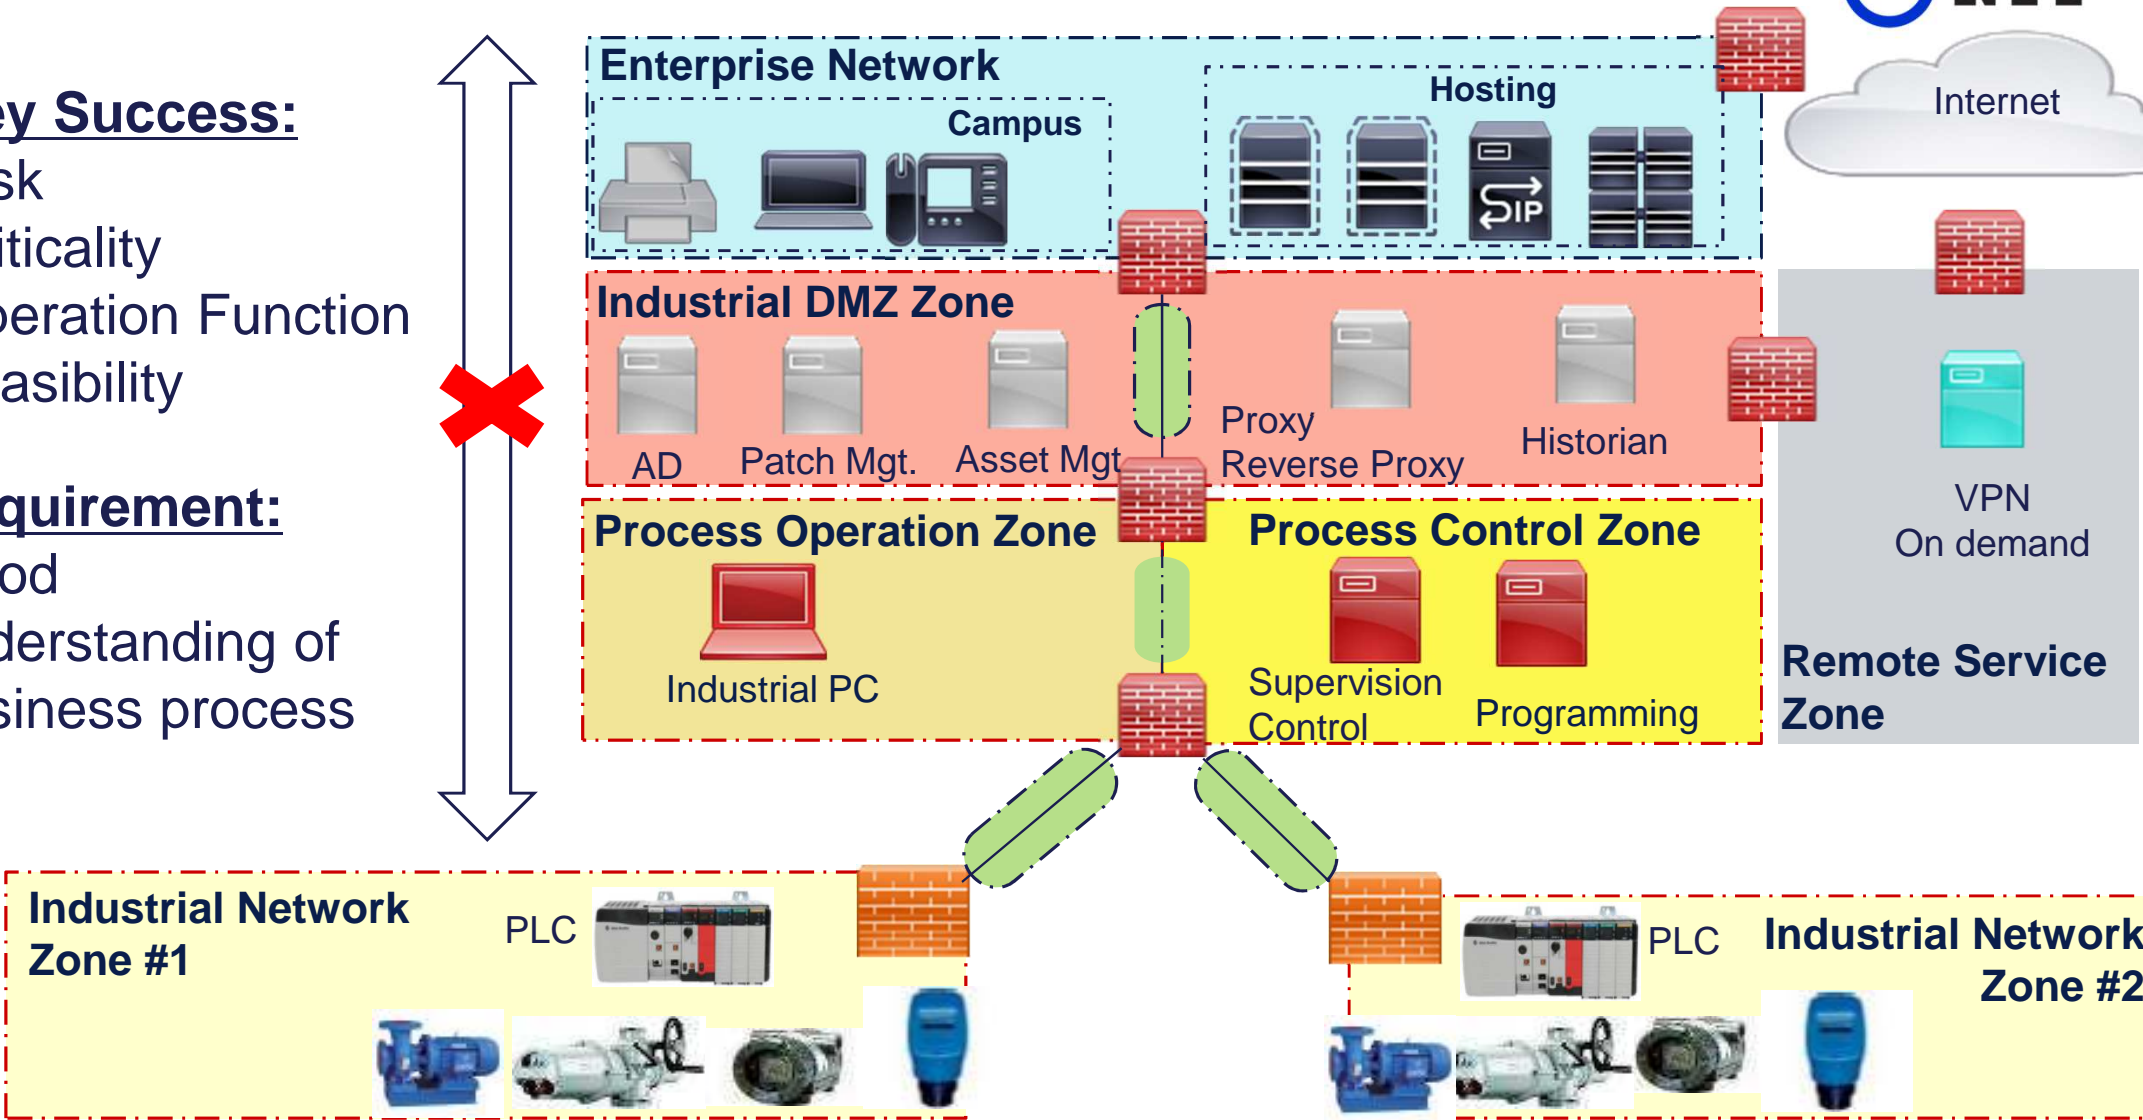 ey Success:
isk
iticality
peration Function
asibility
quirement:
od
derstanding of
siness process
Enterprise Network
Campus
Hosting
SIP
Internet
Industrial DMZ Zone
AD
Patch Mgt.
Asset Mgt
Proxy
Reverse Proxy
Historian
Process Operation Zone
Industrial PC
Process Control Zone
Supervision
Control
Programming
VPN
On demand
Remote Service
Zone
Industrial Network
Zone #1
PLC
PLC
Industrial Network
Zone #2